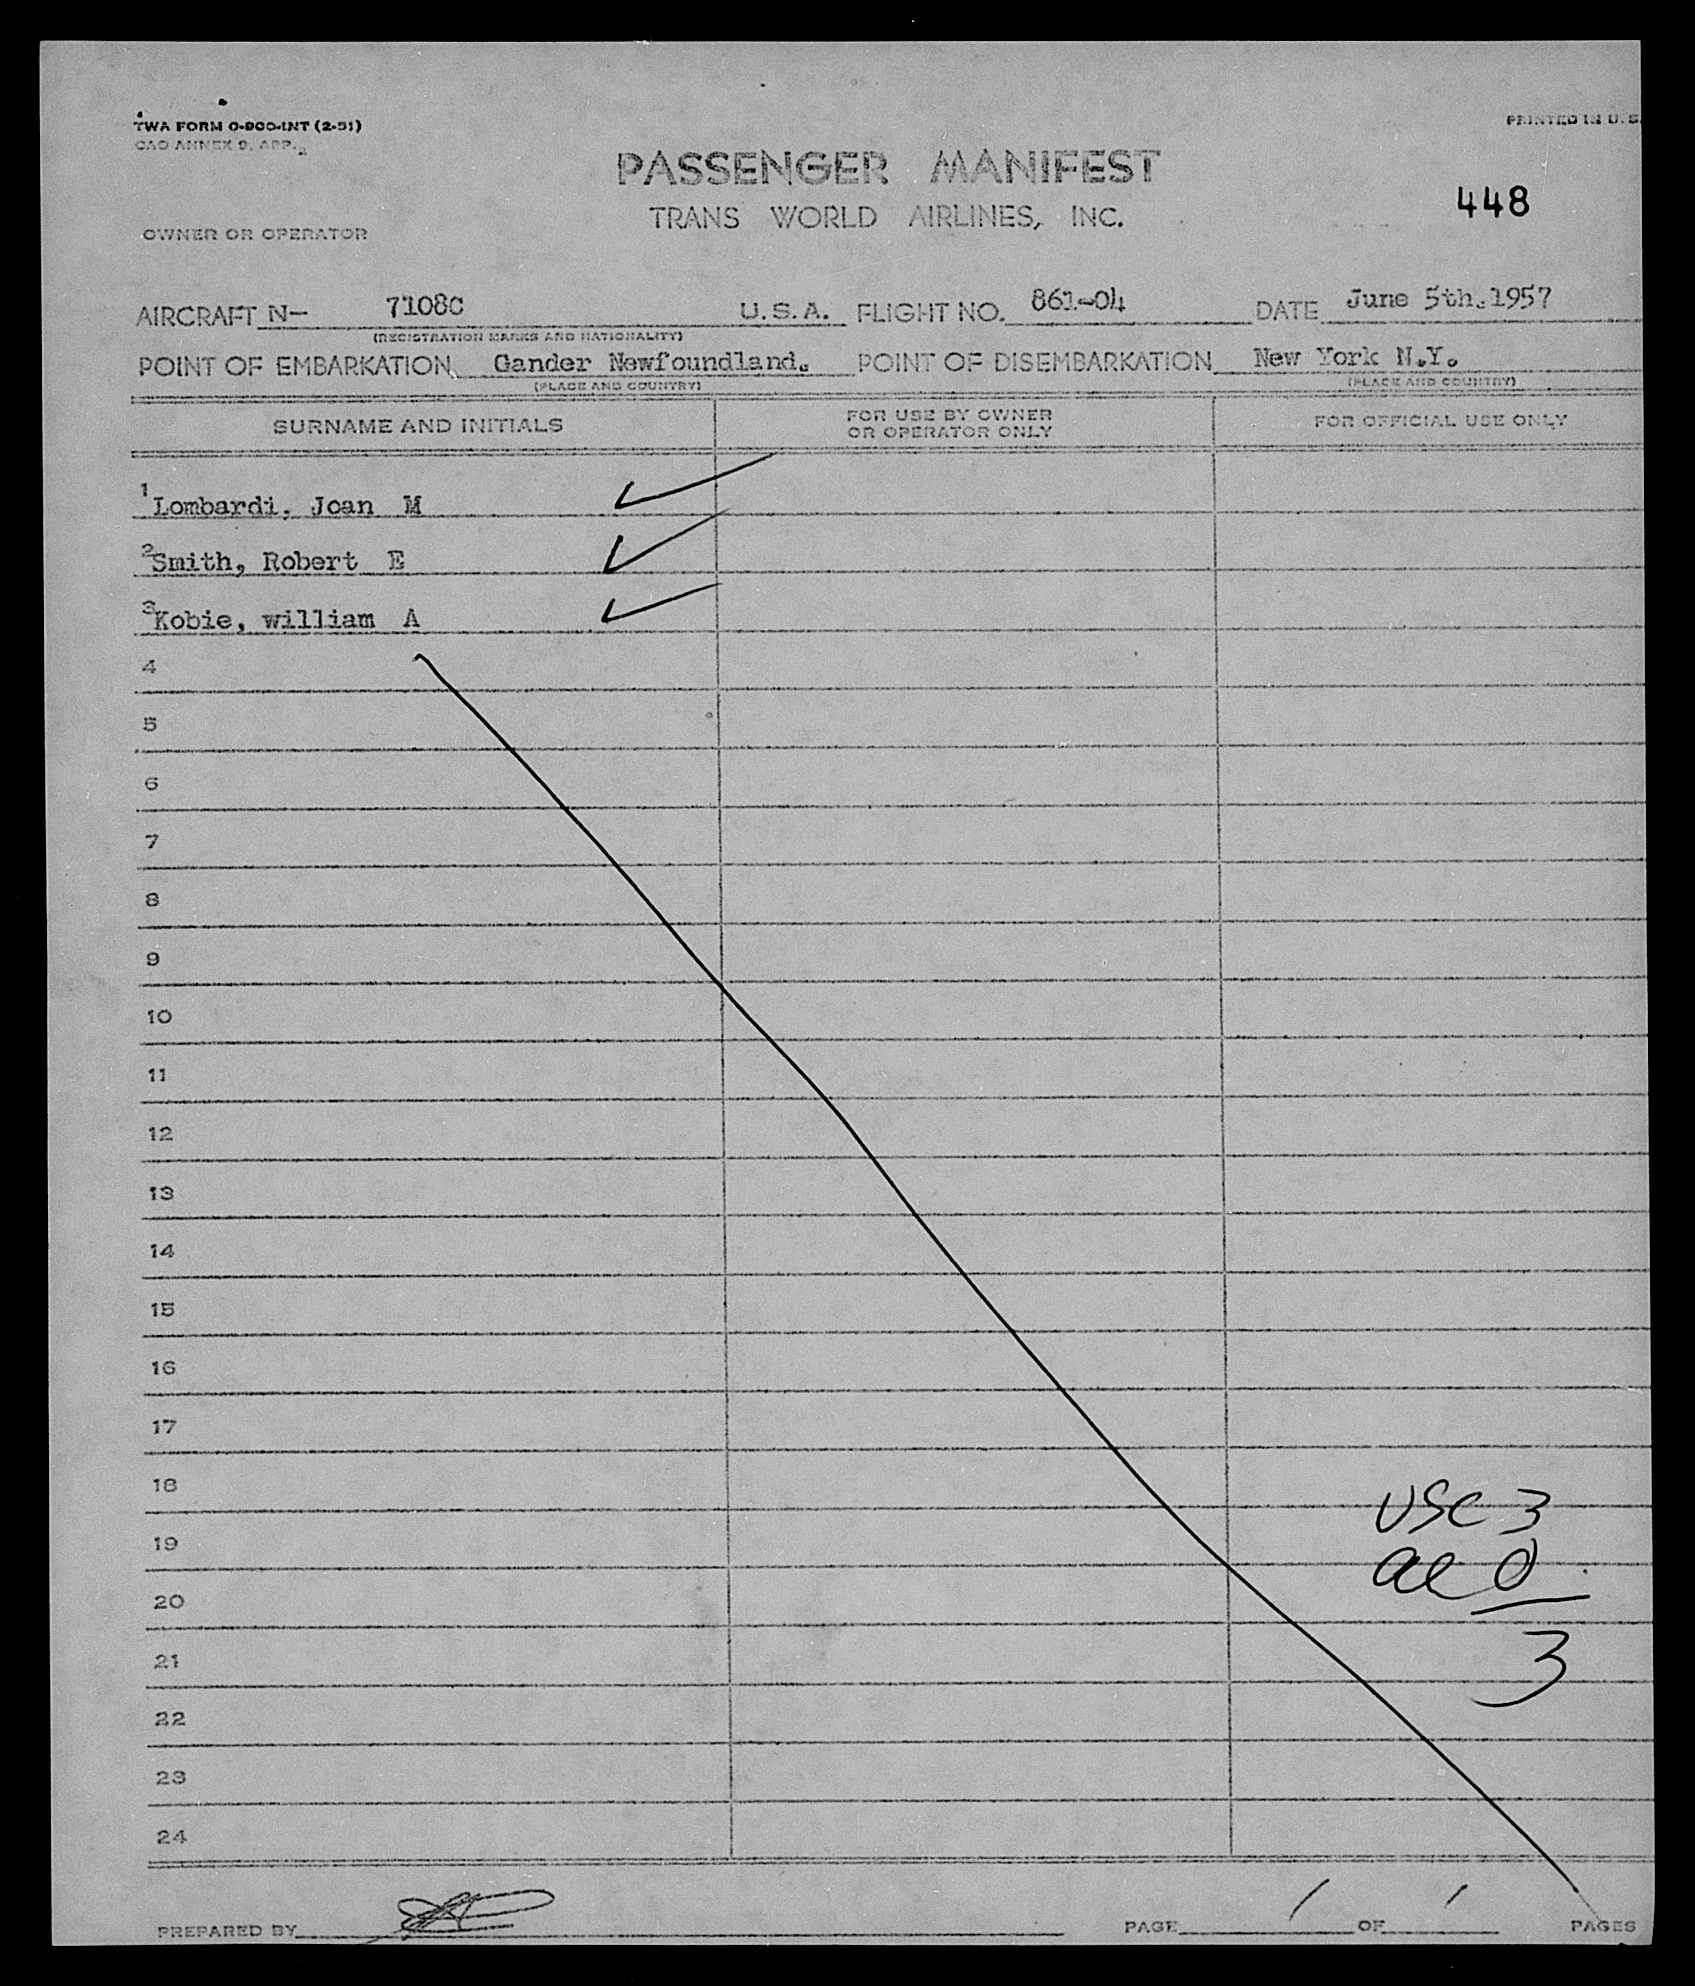 TWA FORM O-900-INT (2-51)
CAO ANNEX 9, APP.
PRINTED IN U. S.
PASSENGER MANIFEST
TRANS WORLD AIRLINES, INC.
448
OWNER OR OPERATOR
AIRCRAFT N- 7108C U.S.A. FLIGHT NO. 861-04 DATE June 5th.1957
(REGISTRATION MARKS AND NATIONALITY)
POINT OF EMBARKATION Gander Newfoundland. POINT OF DISEMBARKATION New York N.Y.
(PLACE AND COUNTRY) (PLACE AND COUNTRY)
SURNAME AND INITIALS
FOR USE BY OWNER
OR OPERATOR ONLY
FOR OFFICIAL USE ONLY
1 Lombardi, Joan M
2 Smith, Robert E
3 Kobie, william A
4
5
6
7
8
9
10
11
12
13
14
15
16
17
18
USC 3
19
al 0
20
3
21
22
23
24
PREPARED BY PAGE 1 OF 1 PAGES